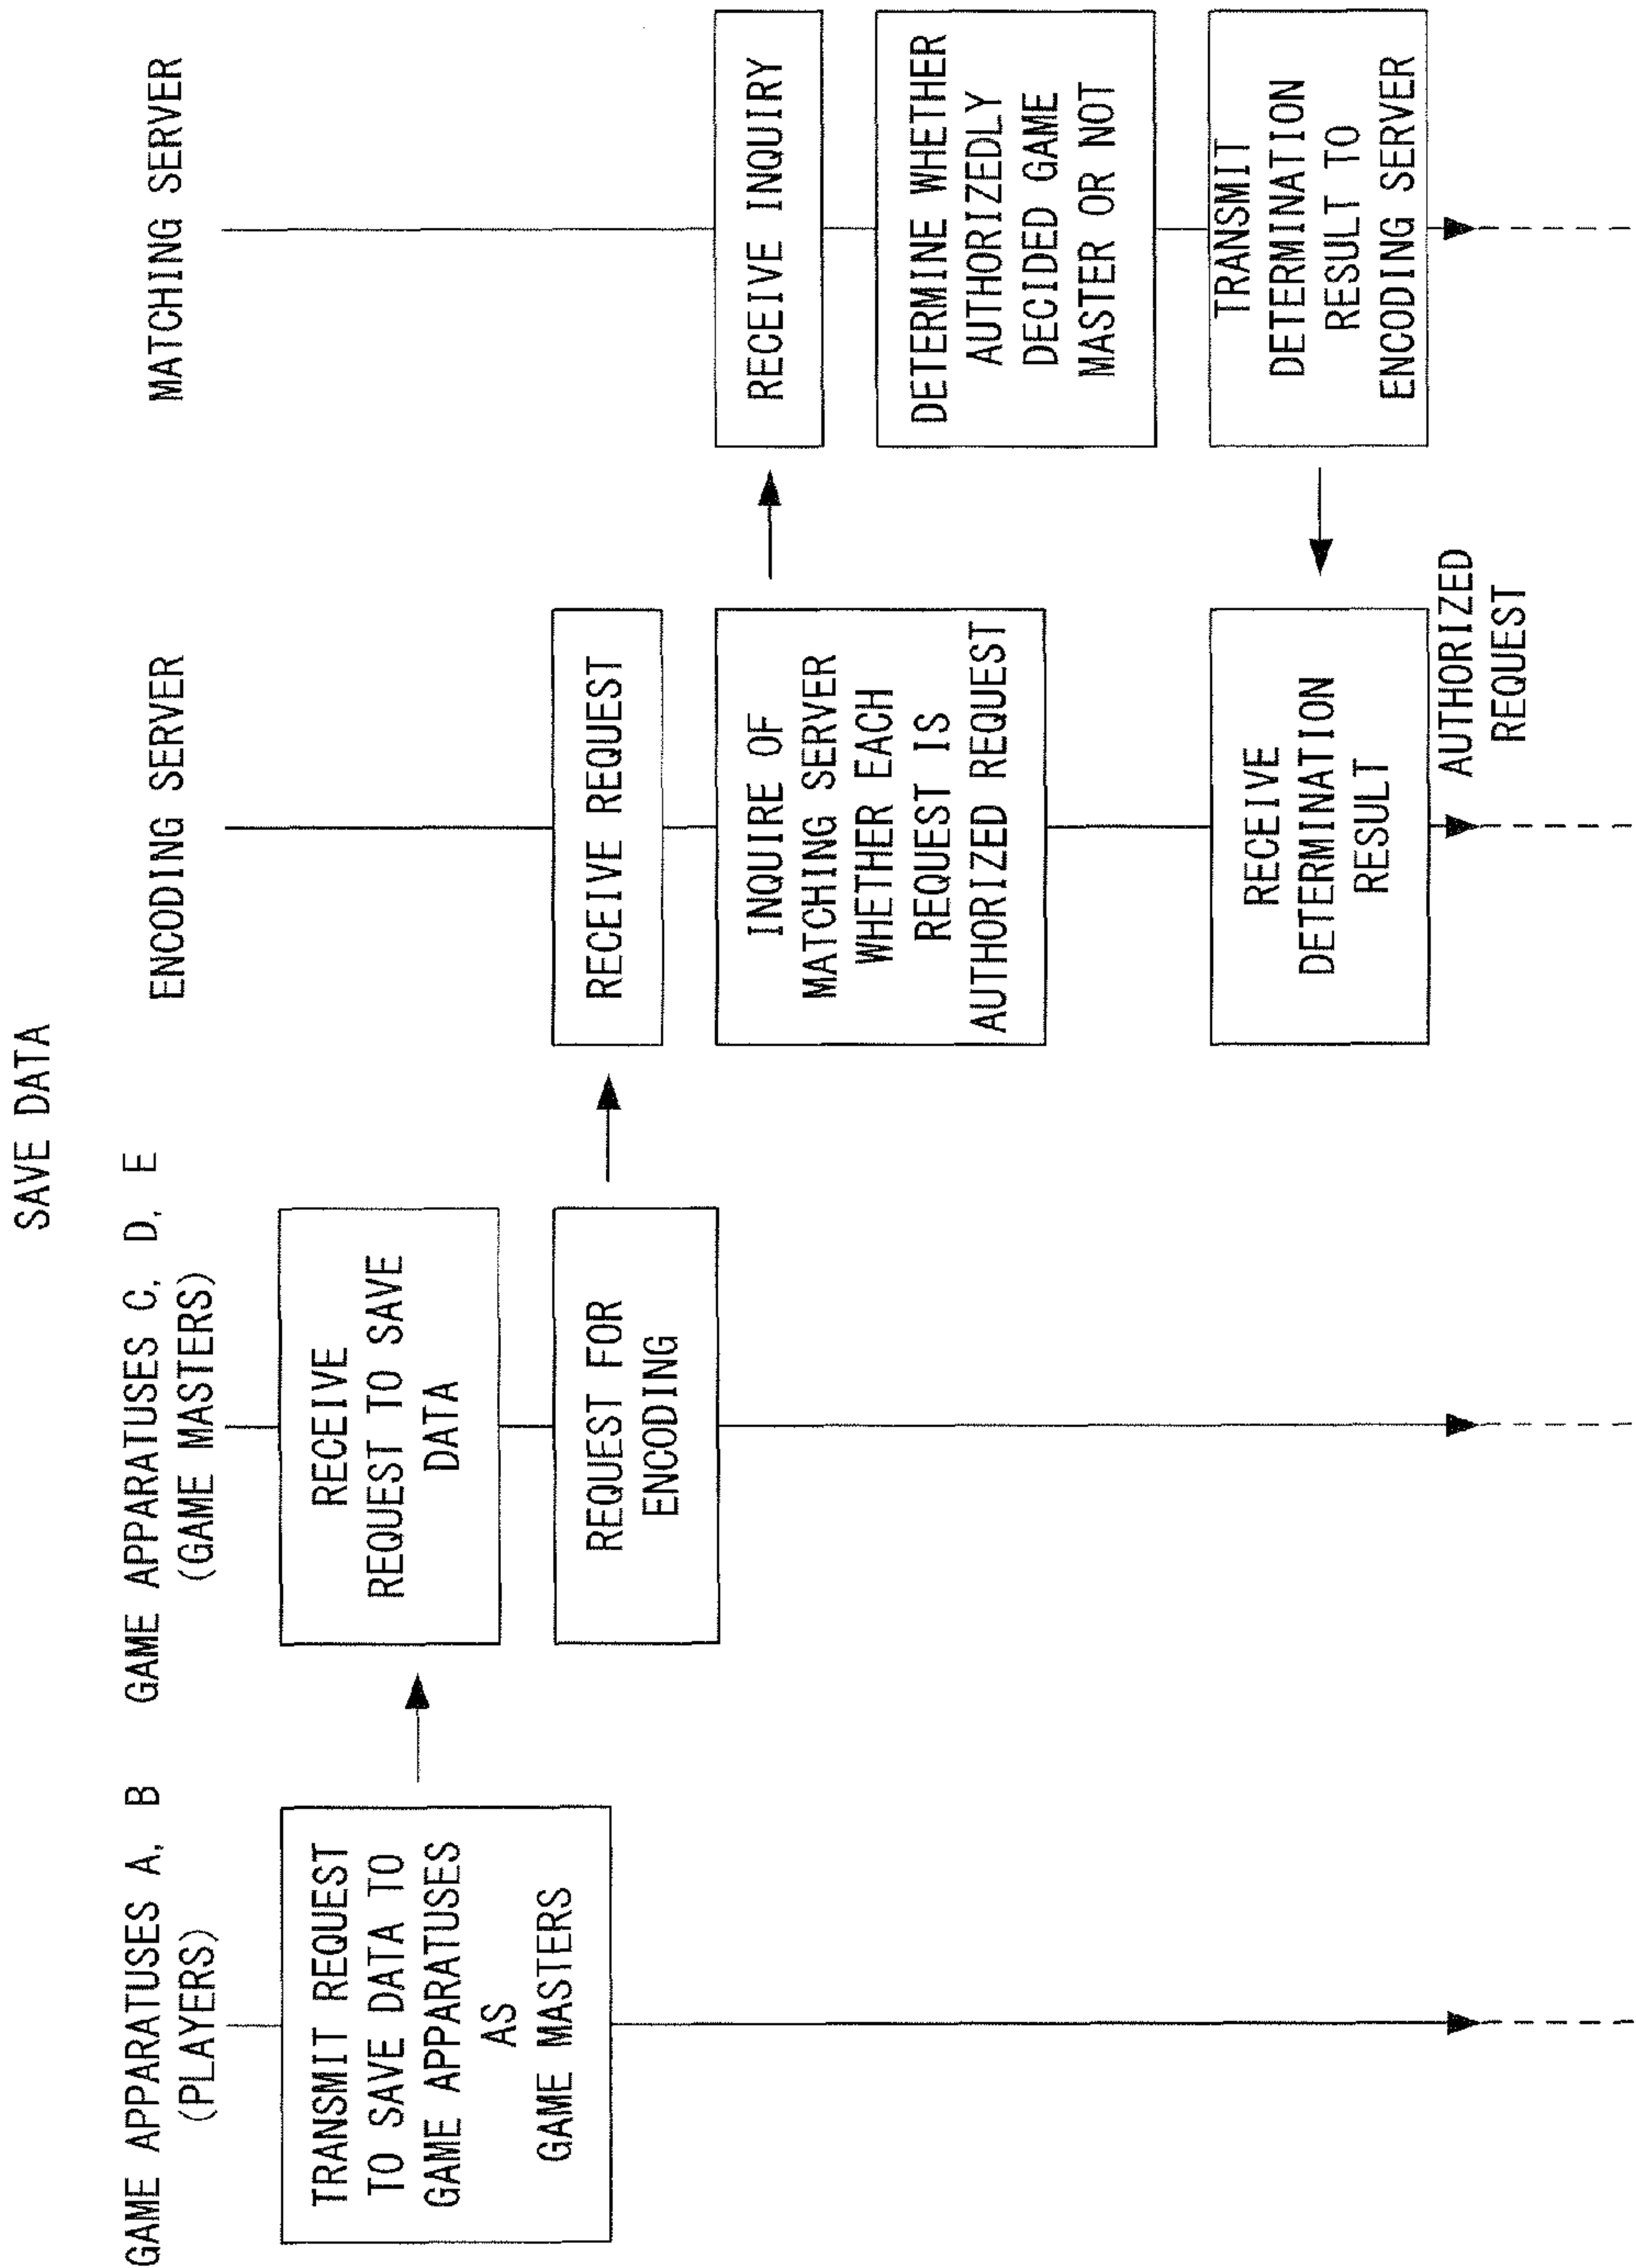 SAVE DATA
GAME APPARATUSES A, B
(PLAYERS)
GAME APPARATUSES C, D, E
(GAME MASTERS)
ENCODING SERVER
MATCHING SERVER
TRANSMIT REQUEST
TO SAVE DATA TO
GAME APPARATUSES
AS
GAME MASTERS
RECEIVE
REQUEST TO SAVE
DATA
REQUEST FOR
ENCODING
RECEIVE REQUEST
INQUIRE OF
MATCHING SERVER
WHETHER EACH
REQUEST IS
AUTHORIZED REQUEST
RECEIVE INQUIRY
DETERMINE WHETHER
AUTHORIZEDLY
DECIDED GAME
MASTER OR NOT
TRANSMIT
DETERMINATION
RESULT TO
ENCODING SERVER
RECEIVE
DETERMINATION
RESULT
AUTHORIZED
REQUEST